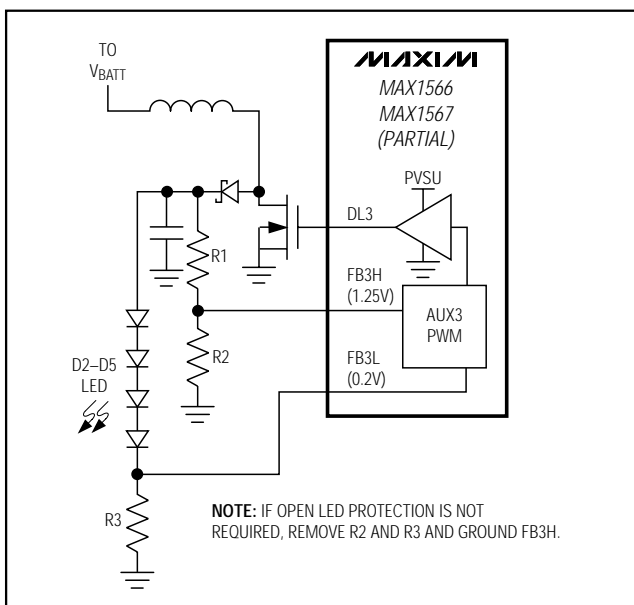 TO
VBATT
MAXIM
MAX1566
MAX1567
(PARTIAL)
PVSU
DL3
R1
FB3H
(1.25V)
AUX3
PWM
R2
FB3L
(0.2V)
D2–D5
LED
R3
NOTE: IF OPEN LED PROTECTION IS NOT
REQUIRED, REMOVE R2 AND R3 AND GROUND FB3H.